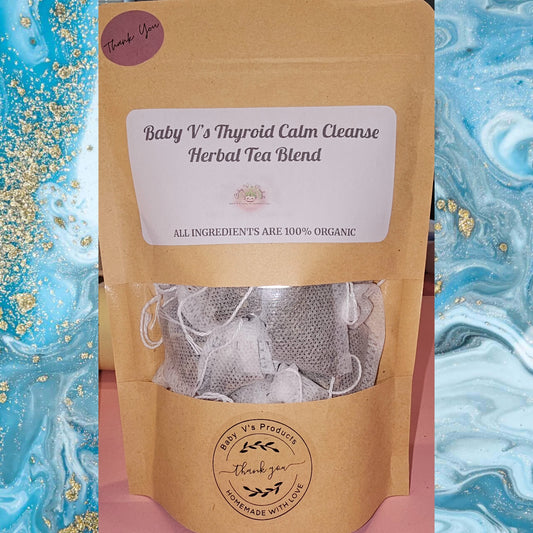 Thank You
Baby V's Thyroid Calm Cleanse
Herbal Tea Blend
ALL INGREDIENTS ARE 100% ORGANIC
Baby V's Products
thank you
HOMEMADE WITH LOVE